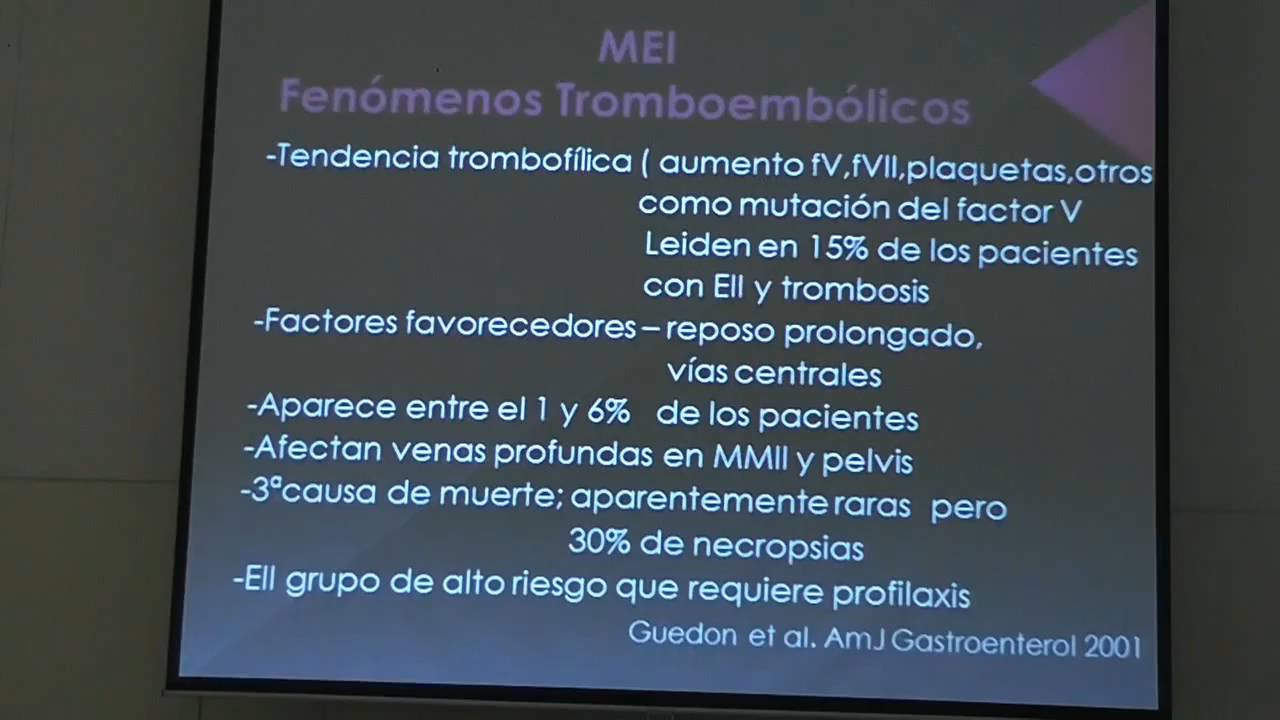 MEI
Fenómenos Tromboembólicos
-Tendencia trombofílica ( aumento fV,fVII,plaquetas,otros
como mutación del factor V
Leiden en 15% de los pacientes
con EII y trombosis
-Factores favorecedores – reposo prolongado,
vías centrales
-Aparece entre el 1 y 6% de los pacientes
-Afectan venas profundas en MMII y pelvis
-3ªcausa de muerte; aparentemente raras pero
30% de necropsias
-EII grupo de alto riesgo que requiere profilaxis
Guedon et al. AmJ Gastroenterol 2001